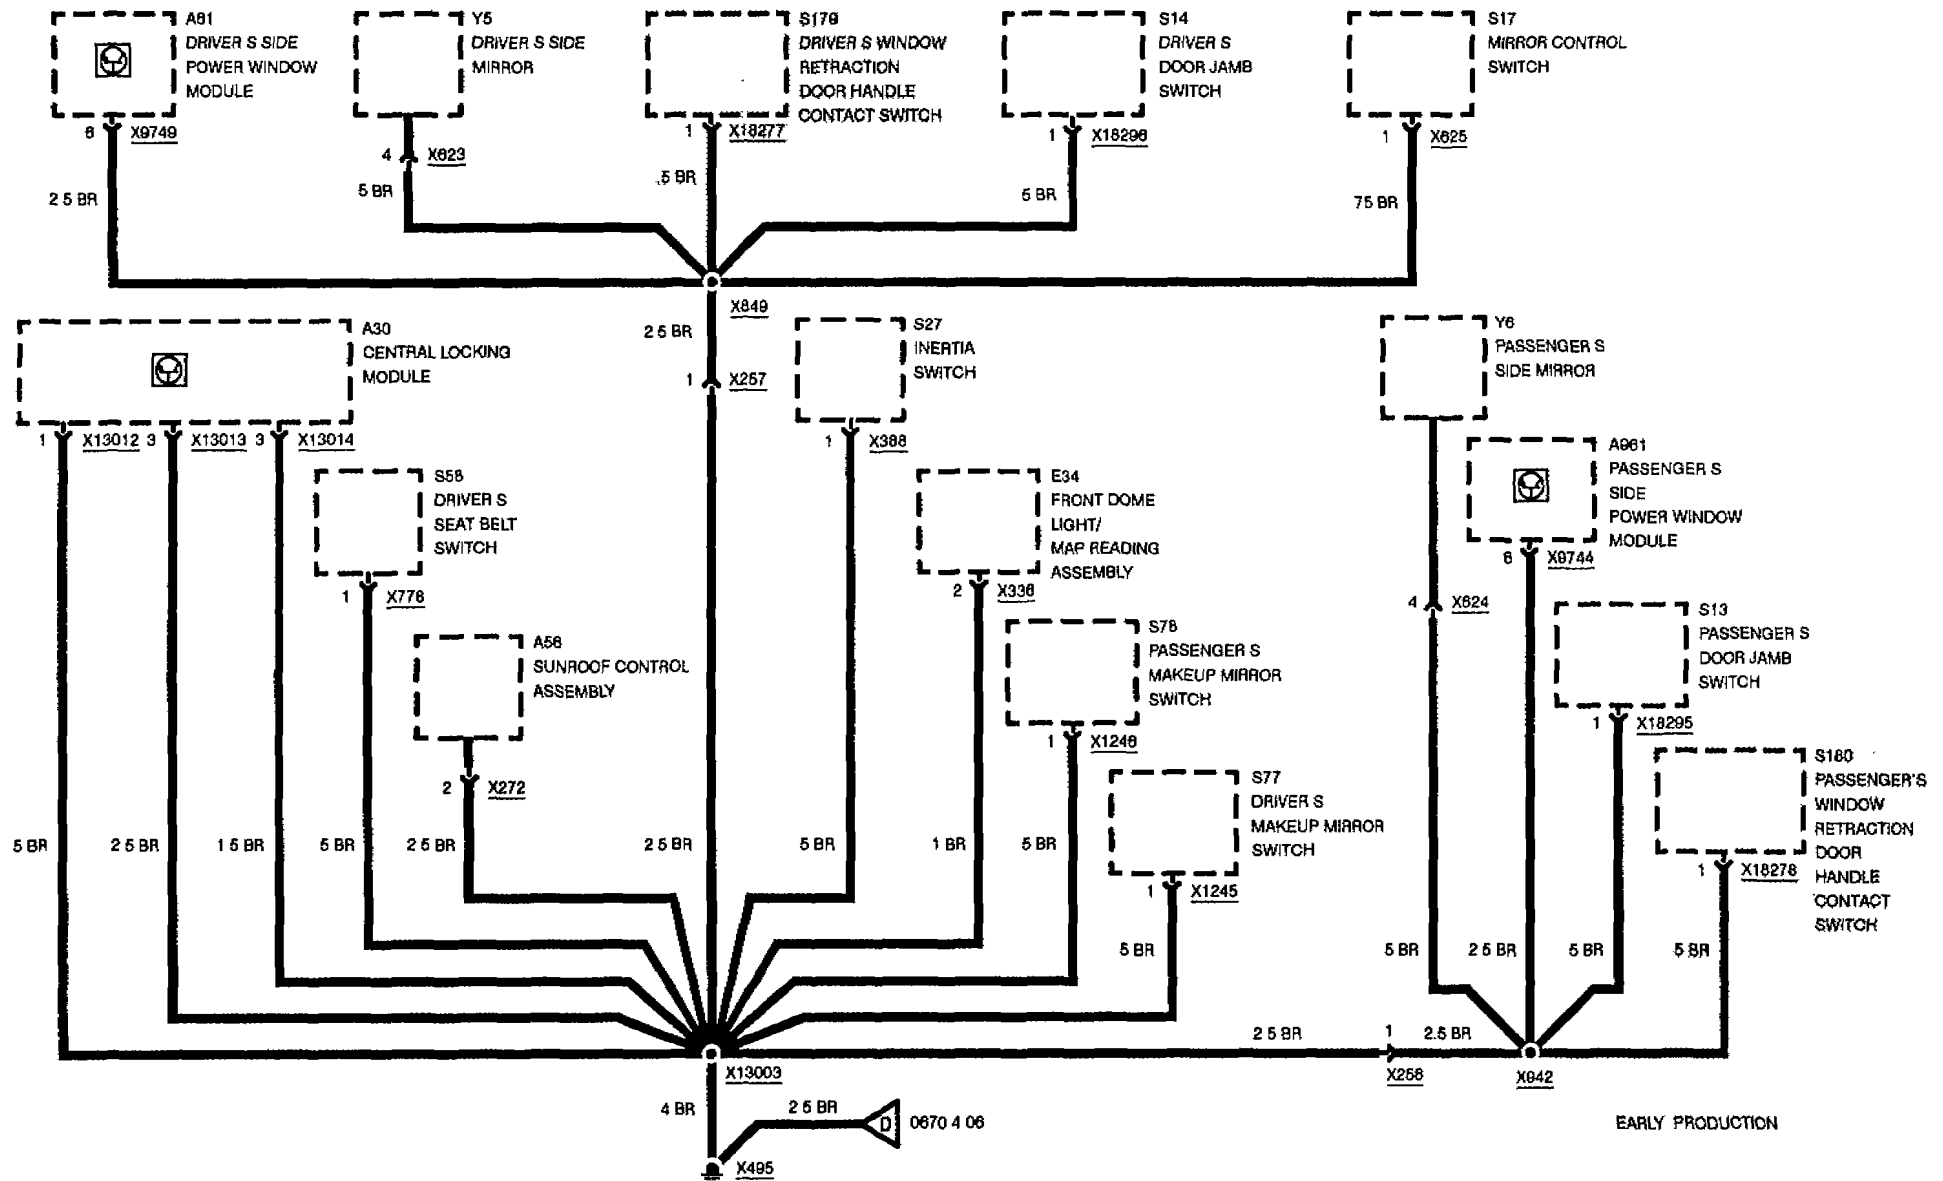 A81
DRIVER S SIDE
POWER WINDOW
MODULE
6 X9749
2 5 BR
Y5
DRIVER S SIDE
MIRROR
4 X623
5 BR
S179
DRIVER S WINDOW
RETRACTION
DOOR HANDLE
CONTACT SWITCH
1 X18277
.5 BR
S14
DRIVER S
DOOR JAMB
SWITCH
1 X18296
5 BR
S17
MIRROR CONTROL
SWITCH
1 X625
75 BR
X849
2 5 BR
1 X257
2 5 BR
A30
CENTRAL LOCKING
MODULE
1 X13012 3 X13013 3 X13014
5 BR
2 5 BR
1 5 BR
S58
DRIVER S
SEAT BELT
SWITCH
1 X778
5 BR
A56
SUNROOF CONTROL
ASSEMBLY
2 X272
2 5 BR
S27
INERTIA
SWITCH
1 X388
5 BR
E34
FRONT DOME
LIGHT/
MAP READING
ASSEMBLY
2 X336
1 BR
S78
PASSENGER S
MAKEUP MIRROR
SWITCH
1 X1246
5 BR
S77
DRIVER S
MAKEUP MIRROR
SWITCH
1 X1245
5 BR
Y6
PASSENGER S
SIDE MIRROR
4 X624
5 BR
A961
PASSENGER S
SIDE
POWER WINDOW
MODULE
6 X9744
2 5 BR
S13
PASSENGER S
DOOR JAMB
SWITCH
1 X18295
5 BR
S180
PASSENGER'S
WINDOW
RETRACTION
DOOR
HANDLE
CONTACT
SWITCH
1 X18278
5 BR
2 5 BR 1 2.5 BR
X13003
X256
X942
4 BR
2 5 BR
D 0670 4 06
X495
EARLY PRODUCTION